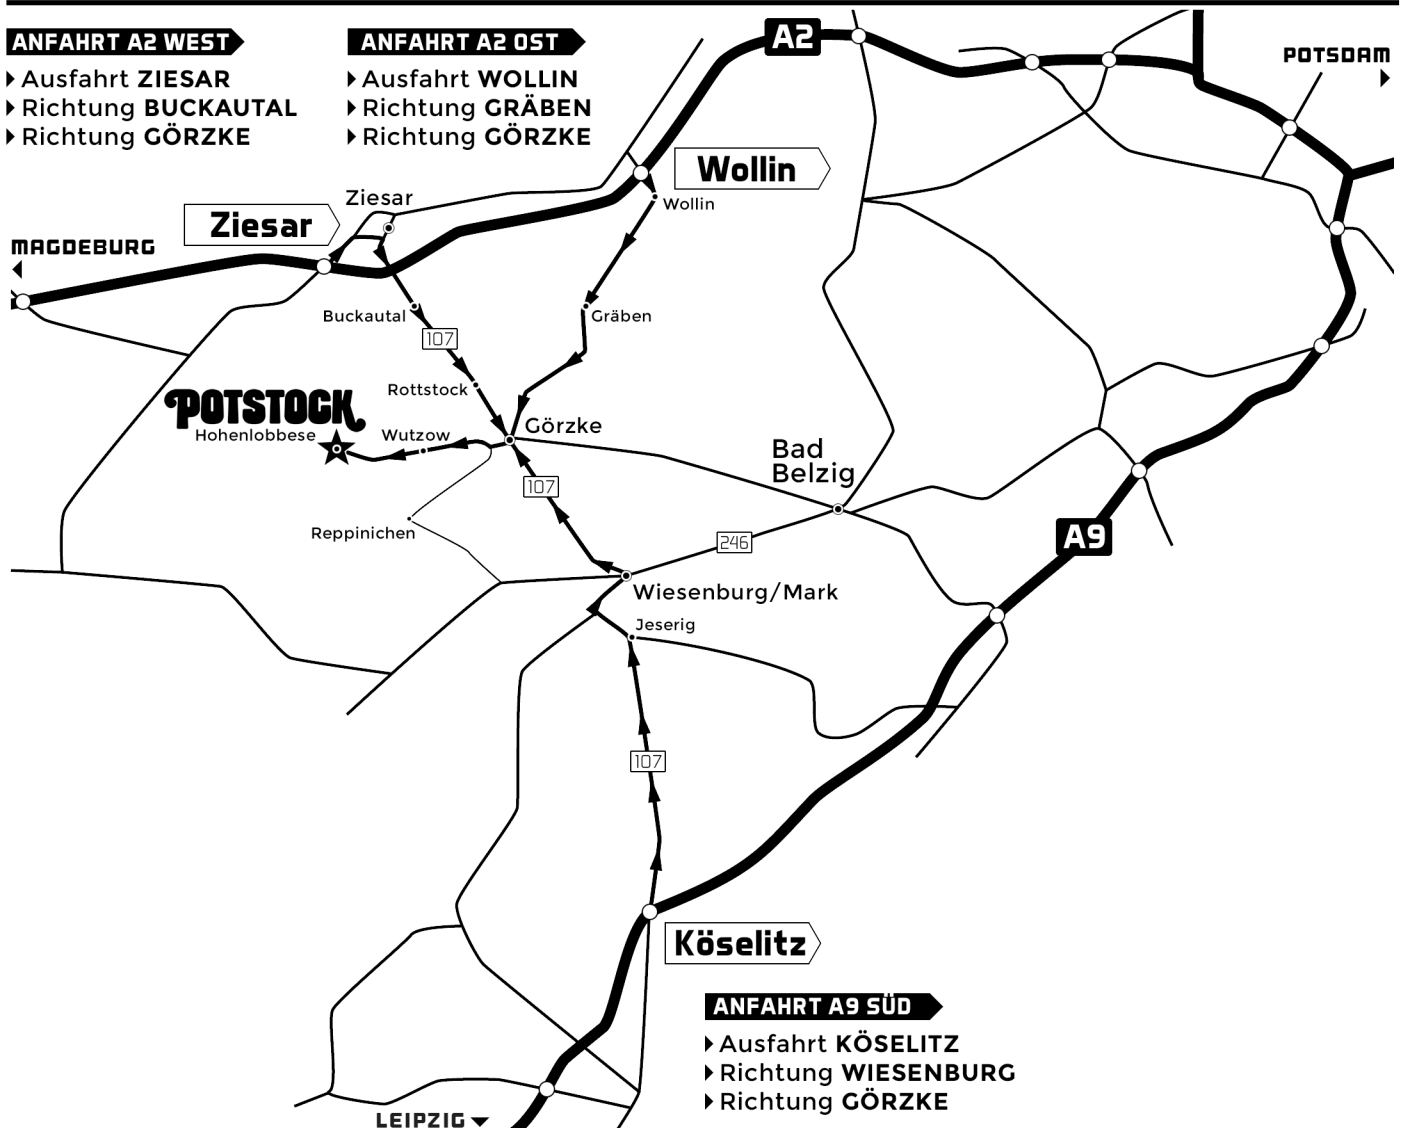 ANFAHRT A2 WEST
Ausfahrt ZIESAR
Richtung BUCKAUTAL
Richtung GÖRZKE
ANFAHRT A2 OST
Ausfahrt WOLLIN
Richtung GRÄBEN
Richtung GÖRZKE
A2
POTSDAM
Wollin
Ziesar
Wollin
Ziesar
MAGDEBURG
Buckautal
Gräben
107
Rottstock
POTSTOCK
Hohenlobbese
Wutzow
Görzke
Bad
Belzig
107
Reppinichen
246
A9
Wiesenburg/Mark
Jeserig
107
Köselitz
ANFAHRT A9 SÜD
Ausfahrt KÖSELITZ
Richtung WIESENBURG
Richtung GÖRZKE
LEIPZIG